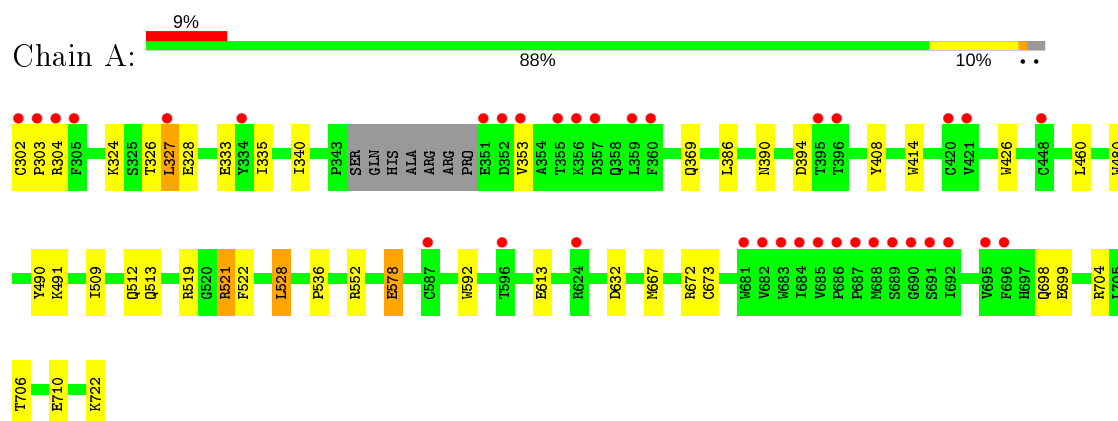 9%
Chain A:
88% 10% • •
C302 P303 R304 F305 K324 S325 T326 L327 E328 E333 Y334 I335 I340 P343 SER GLN HIS ALA ARG ARG PRO E351 D352 V353 A354 T355 K356 D357 Q358 L359 F360 Q369 L386 N390 D394 T395 T396 Y408 W414 C420 V421 W426 C448 L460
Y490 K491 I509 Q512 Q513 R519 G520 R521 F522 L528 P536 R552 E578 C587 W592 T596 E613 R624 D632 M667 R672 C673 W681 V682 W683 I684 V685 P686 P687 M688 S689 G690 S691 I692 V695 F696 H697 Q698 E699 R704 L705
T706 E710 K722